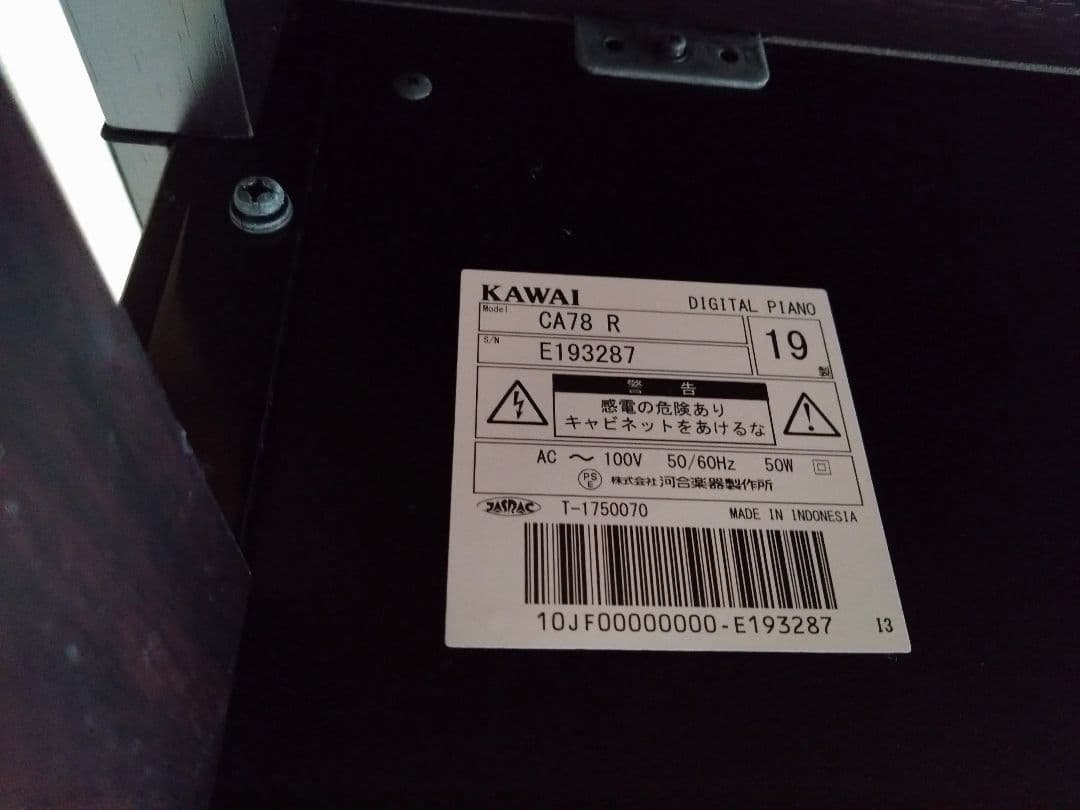 KAWAI DIGITAL PIANO
Model CA78 R
S/N E193287
19 製
警告
感電の危険あり
キャビネットをあけるな
AC ～ 100V 50/60Hz 50W
PS E 株式会社 河合楽器製作所
JASRAC T-1750070 MADE IN INDONESIA
10JF00000000-E193287 I3